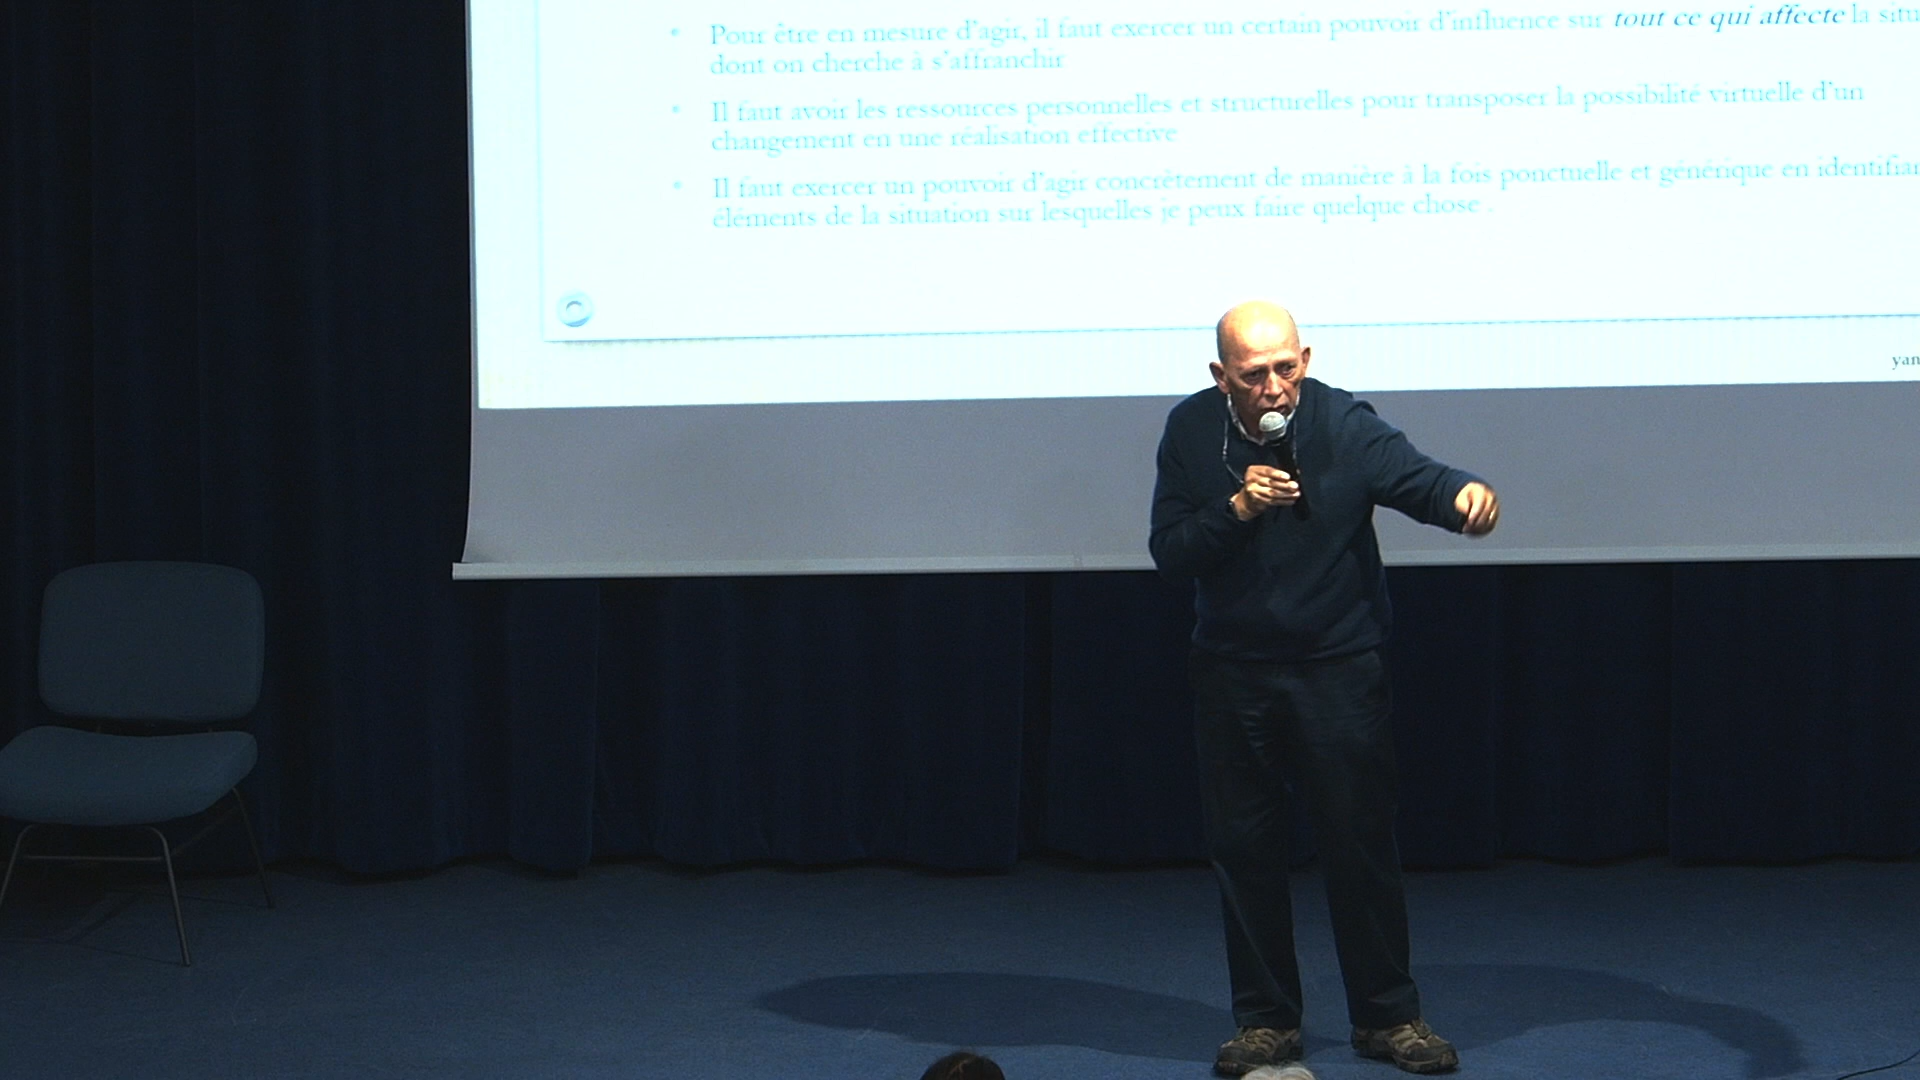 Pour être en mesure d'agir, il faut exercer un certain pouvoir d'influence sur tout ce qui affecte la situ
dont on cherche à s'affranchir
Il faut avoir les ressources personnelles et structurelles pour transposer la possibilité virtuelle d'un
changement en une réalisation effective
Il faut exercer un pouvoir d'agir concrètement de manière à la fois ponctuelle et générique en identifian
éléments de la situation sur lesquelles je peux faire quelque chose .
yan